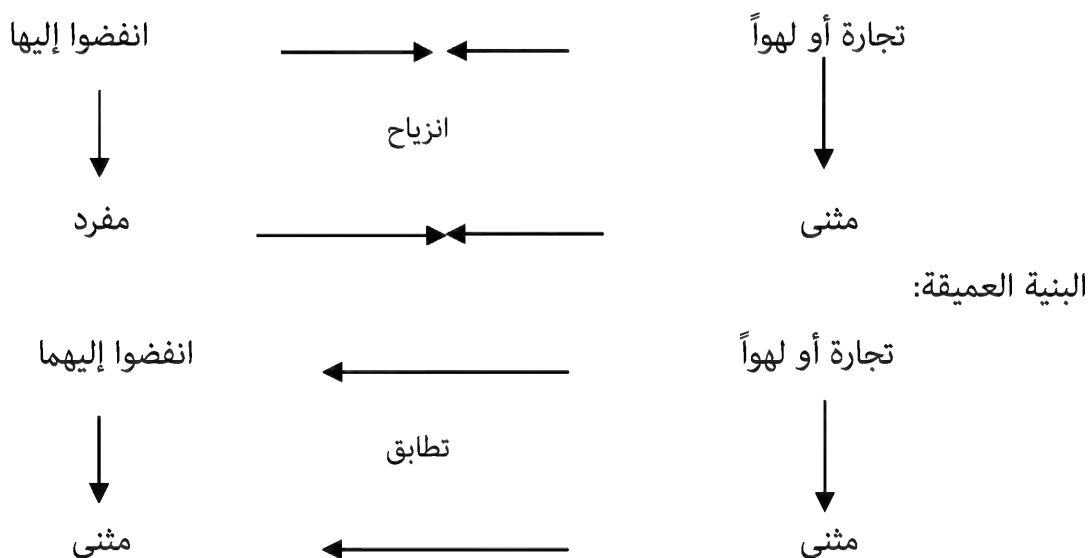 تجارة أو لهواً انفضوا إليها
انزياح
مثنى مفرد
البنية العميقة:
تجارة أو لهواً انفضوا إليهما
تطابق
مثنى مثنى